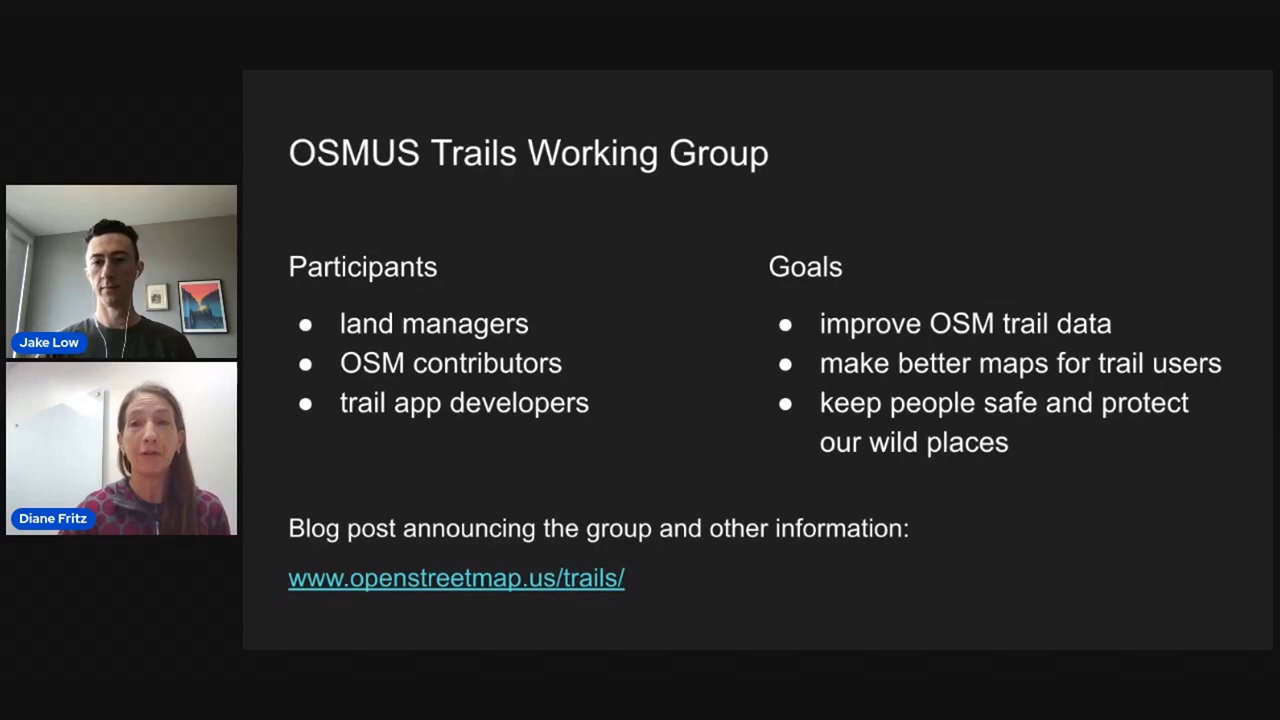 OSMUS Trails Working Group
Participants
● land managers
● OSM contributors
● trail app developers
Goals
● improve OSM trail data
● make better maps for trail users
● keep people safe and protect
our wild places
Blog post announcing the group and other information:
www.openstreetmap.us/trails/
Jake Low
Diane Fritz